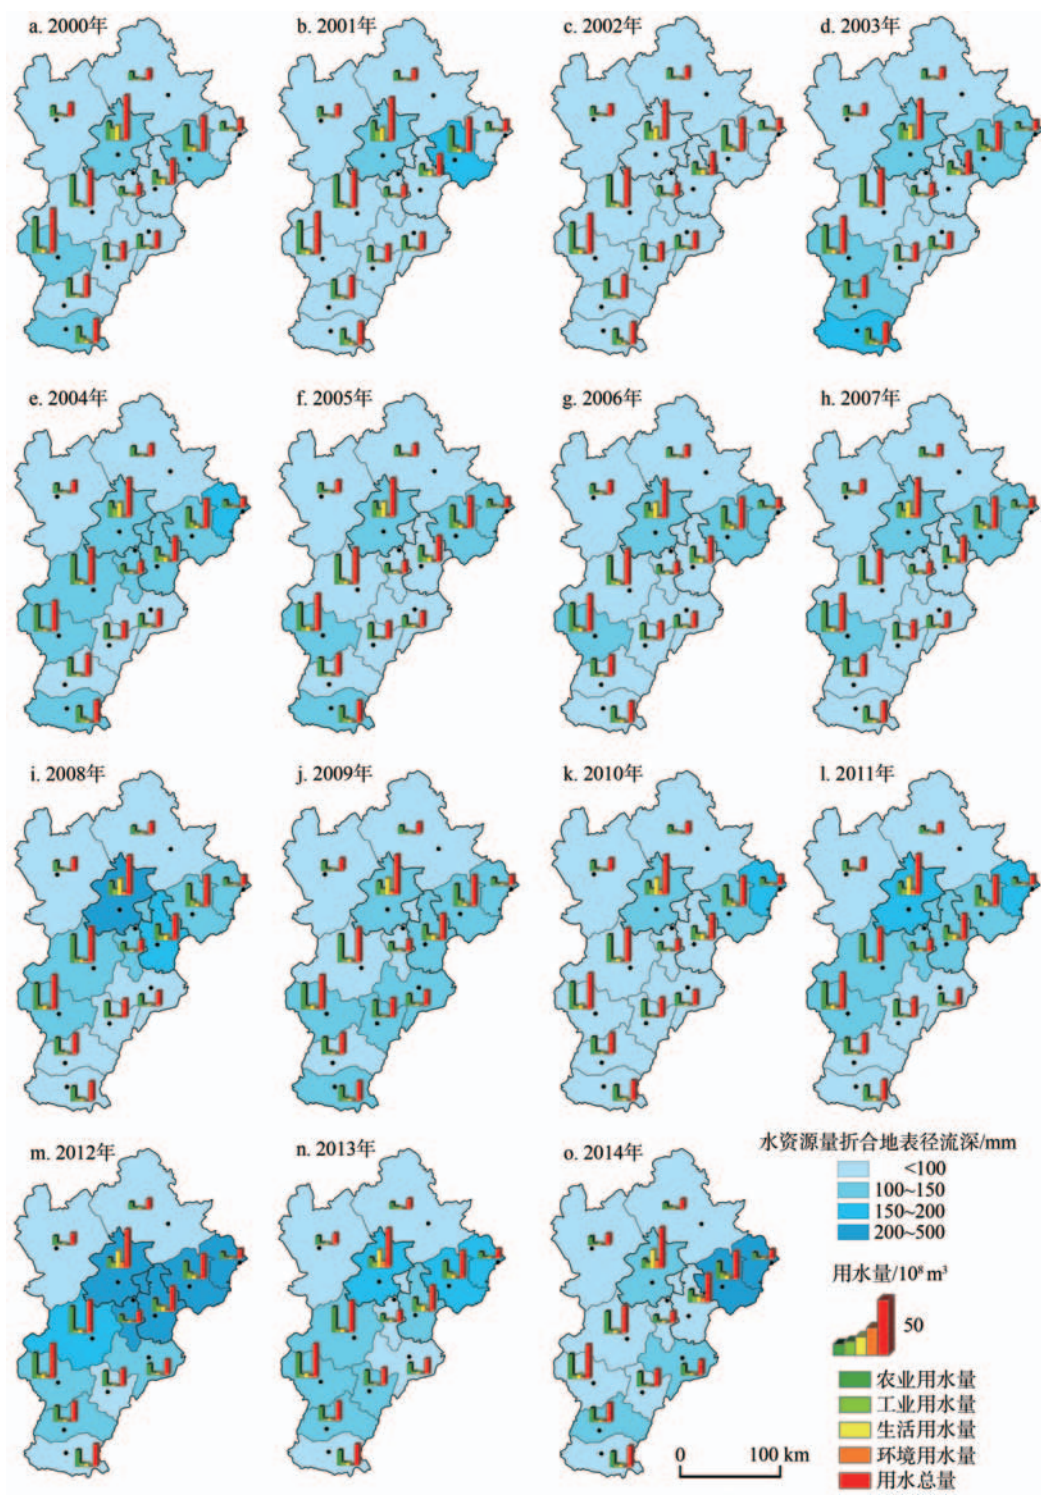 a. 2000年
b. 2001年
c. 2002年
d. 2003年
e. 2004年
f. 2005年
g. 2006年
h. 2007年
i. 2008年
j. 2009年
k. 2010年
l. 2011年
m. 2012年
n. 2013年
o. 2014年
水资源量折合地表径流深/mm
<100
100~150
150~200
200~500
用水量/10⁸ m³
50
农业用水量
工业用水量
生活用水量
环境用水量
用水总量
0 100 km